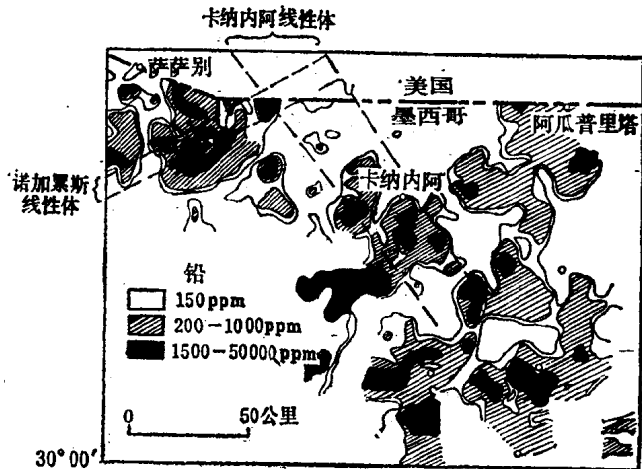 卡纳内阿线性体
萨萨别
美国
墨西哥
阿瓜普里塔
诺加累斯
线性体
卡纳内阿
铅
150ppm
200－1000ppm
1500－50000ppm
0 50公里
30°00′